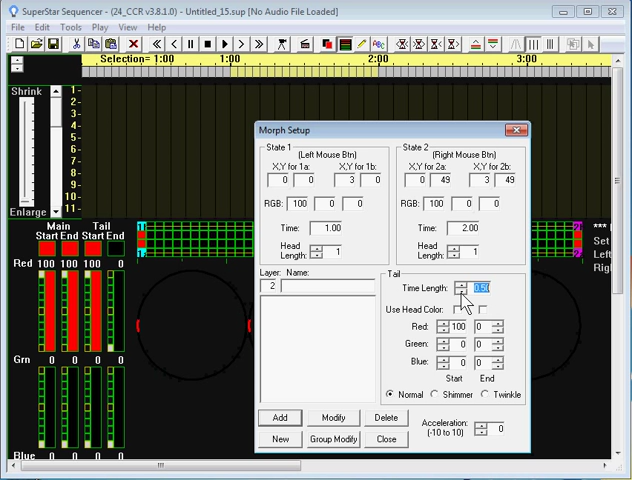 SuperStar Sequencer - (24_CCR v3.8.1.0) - Untitled_15.sup [No Audio File Loaded]
File Edit Tools Play View Help
Selection= 1:00 1:00 2:00 3:00
Shrink
1
2
3
4
5
6
7
8
9
10
11
Enlarge
Main Tail
Start End Start End
Red 100 100 100 0
Grn 0 0 0 0
Blue 0 0 0 0
*** R
Set
Left
Righ
Morph Setup
State 1
(Left Mouse Btn)
X,Y for 1a: X,Y for 1b:
0 0 3 0
RGB: 100 0 0
Time: 1.00
Head
Length: 1
State 2
(Right Mouse Btn)
X,Y for 2a: X,Y for 2b:
0 49 3 49
RGB: 100 0 0
Time: 2.00
Head
Length: 1
Layer: Name:
2
Tail
Time Length: 0.50
Use Head Color:
Red: 100 0
Green: 0 0
Blue: 0 0
Start End
Normal Shimmer Twinkle
Add Modify Delete
New Group Modify Close
Acceleration:
(-10 to 10) 0